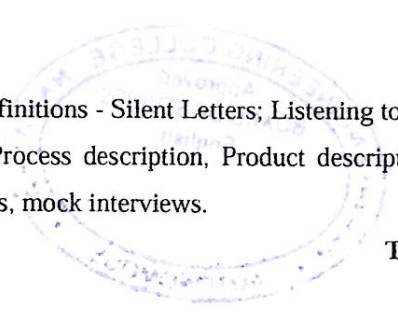 finitions - Silent Letters; Listening to
Process description, Product descript
s, mock interviews.
T